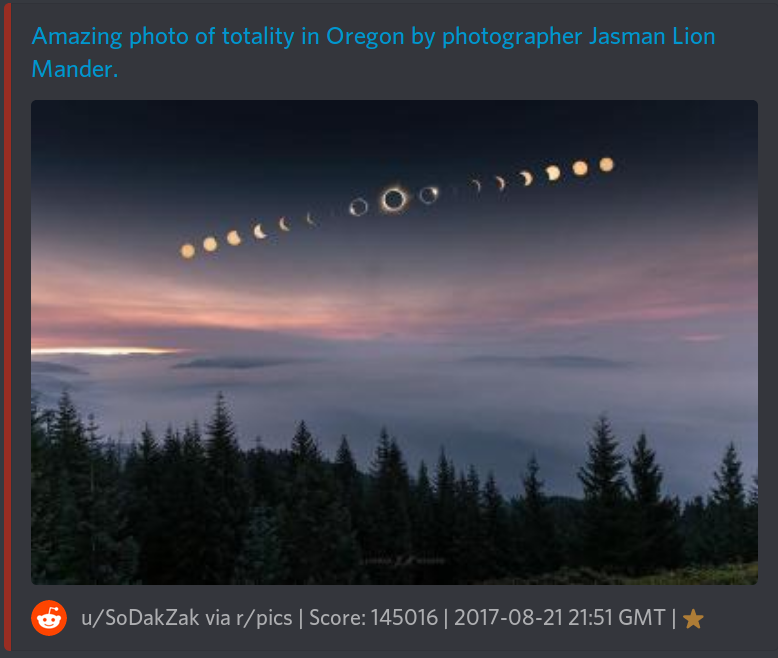 Amazing photo of totality in Oregon by photographer Jasman Lion
Mander.
u/SoDakZak via r/pics | Score: 145016 | 2017-08-21 21:51 GMT |